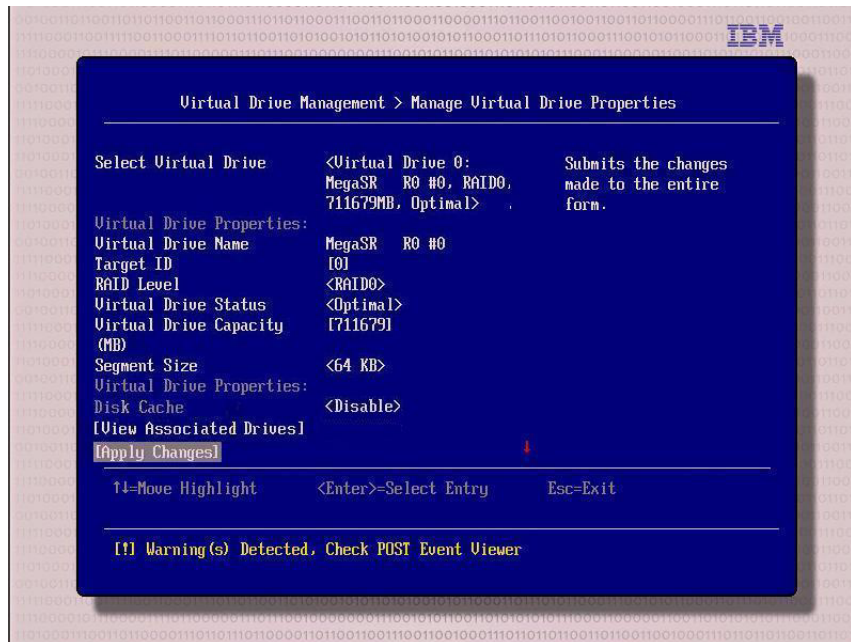 IBM
Virtual Drive Management > Manage Virtual Drive Properties
Select Virtual Drive <Virtual Drive 0: Submits the changes
MegaSR R0 #0, RAID0, made to the entire
711679MB, Optimal> . form.
Virtual Drive Properties:
Virtual Drive Name MegaSR R0 #0
Target ID [0]
RAID Level <RAID0>
Virtual Drive Status <Optimal>
Virtual Drive Capacity [711679]
(MB)
Segment Size <64 KB>
Virtual Drive Properties:
Disk Cache <Disable>
[View Associated Drives]
[Apply Changes] ↓
↑↓=Move Highlight <Enter>=Select Entry Esc=Exit
[!] Warning(s) Detected, Check POST Event Viewer